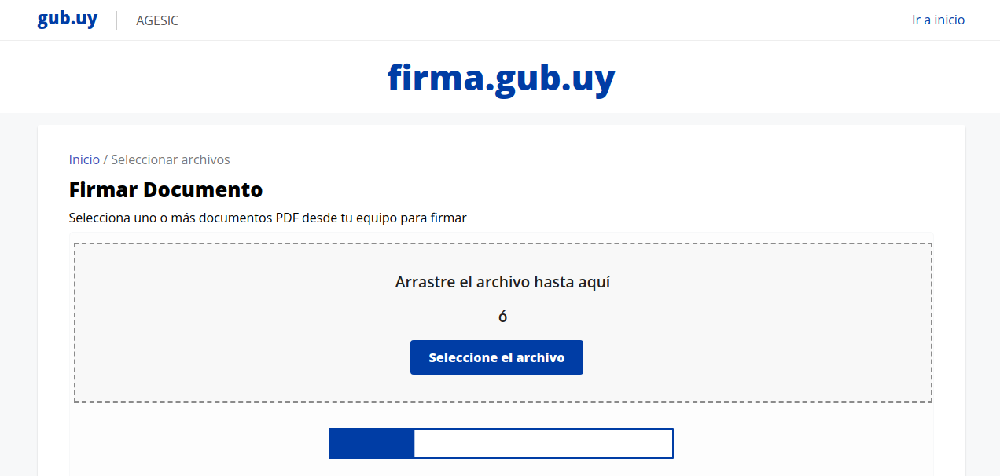 gub.uy
AGESIC
Ir a inicio
firma.gub.uy
Inicio / Seleccionar archivos
Firmar Documento
Selecciona uno o más documentos PDF desde tu equipo para firmar
Arrastre el archivo hasta aquí
ó
Seleccione el archivo